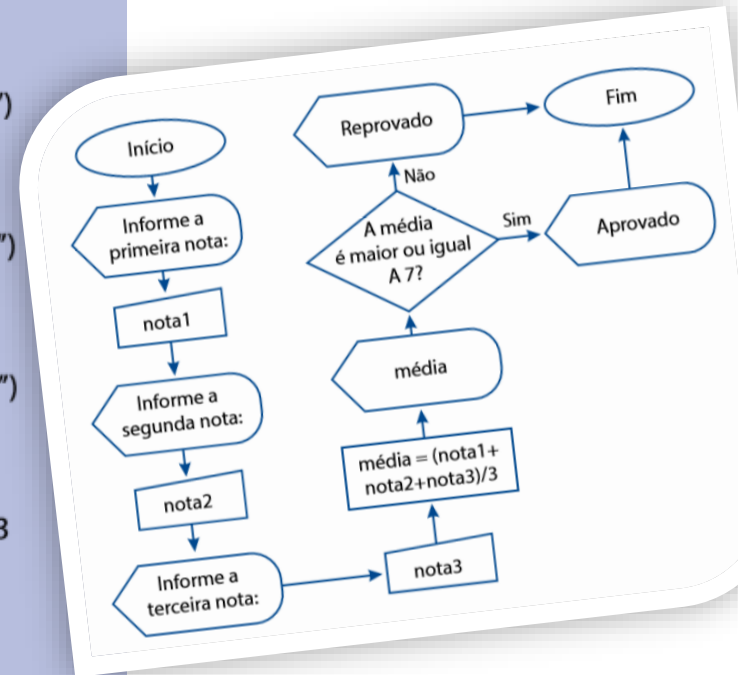 ")
")
")
3
Início
Informe a
primeira nota:
nota1
Informe a
segunda nota:
nota2
Informe a
terceira nota:
nota3
média = (nota1+
nota2+nota3)/3
média
A média
é maior ou igual
A 7?
Não
Reprovado
Sim
Aprovado
Fim